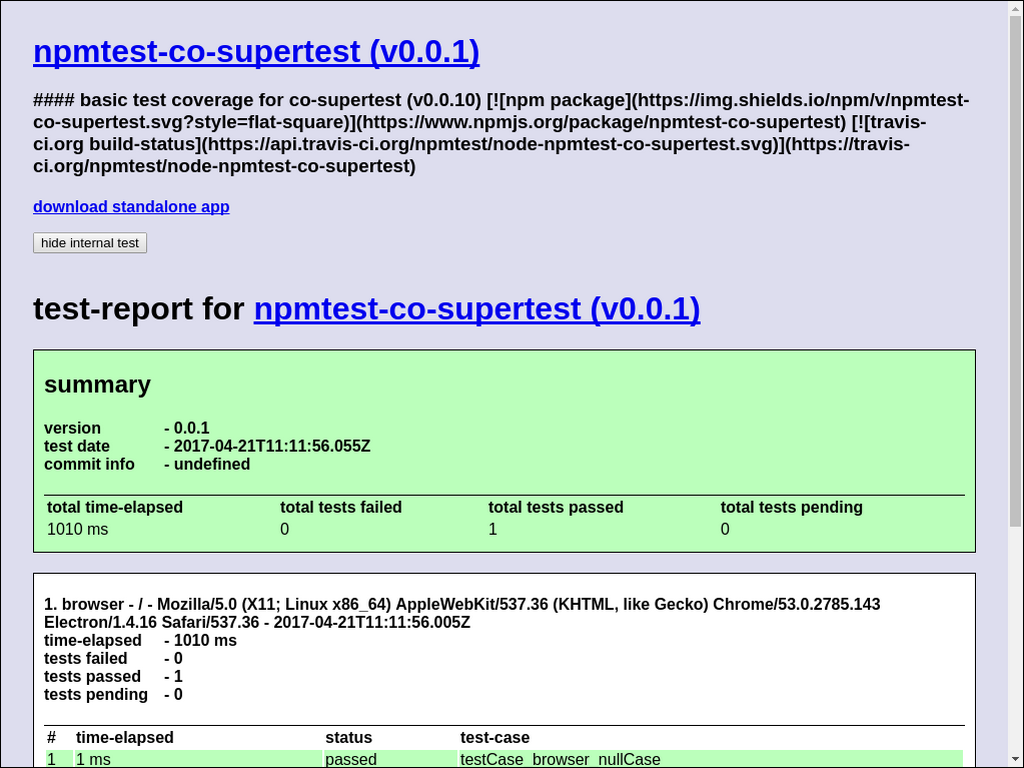 npmtest-co-supertest (v0.0.1)
#### basic test coverage for co-supertest (v0.0.10) [![npm package](https://img.shields.io/npm/v/npmtest-
co-supertest.svg?style=flat-square)](https://www.npmjs.org/package/npmtest-co-supertest) [![travis-
ci.org build-status](https://api.travis-ci.org/npmtest/node-npmtest-co-supertest.svg)](https://travis-
ci.org/npmtest/node-npmtest-co-supertest)
download standalone app
hide internal test
test-report for npmtest-co-supertest (v0.0.1)
summary
version - 0.0.1
test date - 2017-04-21T11:11:56.055Z
commit info - undefined
total time-elapsed total tests failed total tests passed total tests pending
1010 ms 0 1 0
1. browser - / - Mozilla/5.0 (X11; Linux x86_64) AppleWebKit/537.36 (KHTML, like Gecko) Chrome/53.0.2785.143
Electron/1.4.16 Safari/537.36 - 2017-04-21T11:11:56.005Z
time-elapsed - 1010 ms
tests failed - 0
tests passed - 1
tests pending - 0
# time-elapsed status test-case
1 1 ms passed testCase_browser_nullCase